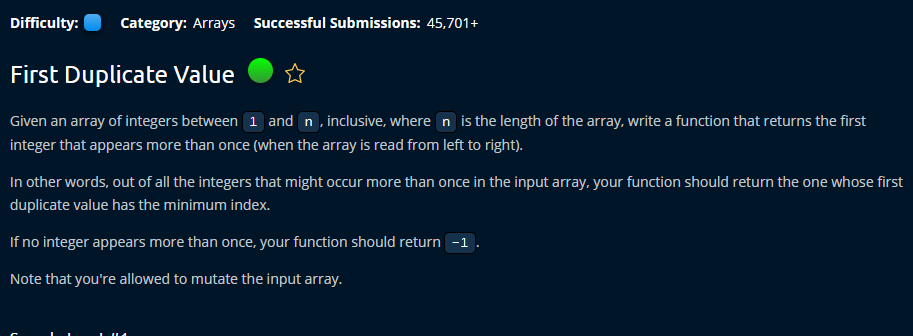 Difficulty: Category: Arrays Successful Submissions: 45,701+
First Duplicate Value
Given an array of integers between 1 and n, inclusive, where n is the length of the array, write a function that returns the first
integer that appears more than once (when the array is read from left to right).
In other words, out of all the integers that might occur more than once in the input array, your function should return the one whose first
duplicate value has the minimum index.
If no integer appears more than once, your function should return -1.
Note that you're allowed to mutate the input array.